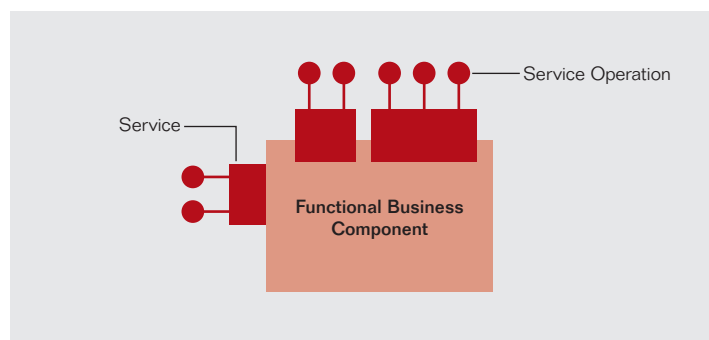 Service Operation
Service
Functional Business
Component